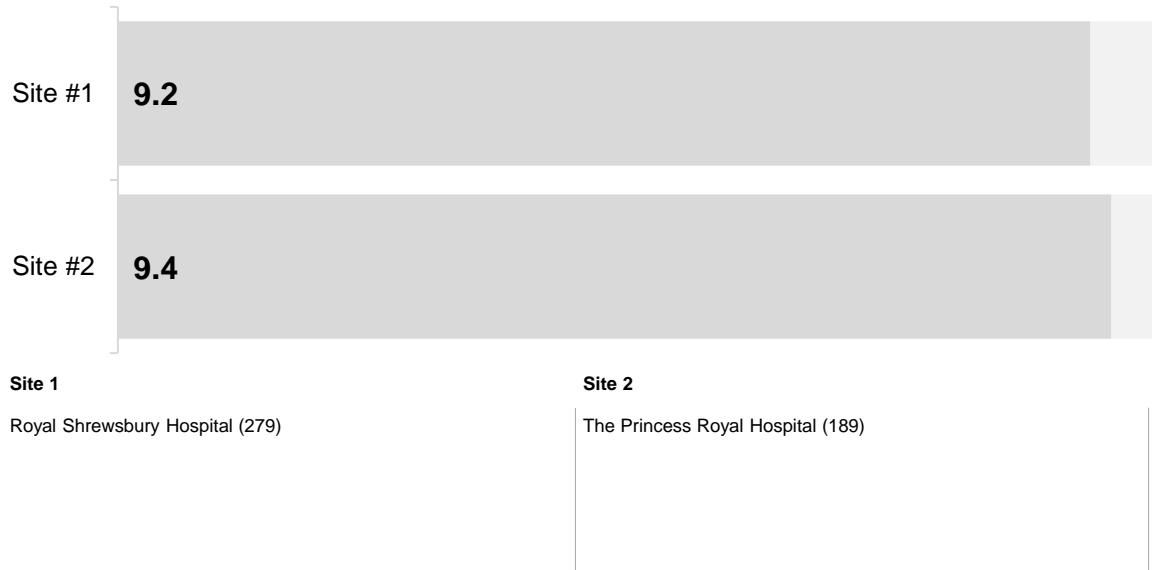 Site #1 9.2
Site #2 9.4
Site 1
Royal Shrewsbury Hospital (279)
Site 2
The Princess Royal Hospital (189)